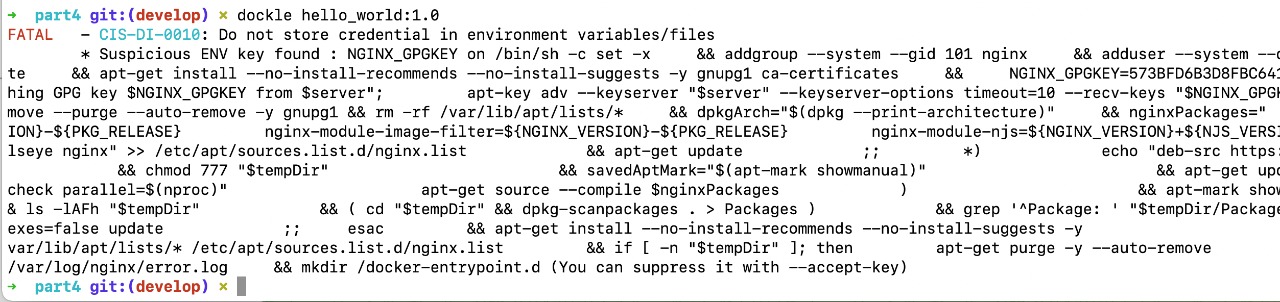 → part4 git:(develop) × dockle hello_world:1.0
FATAL - CIS-DI-0010: Do not store credential in environment variables/files
* Suspicious ENV key found : NGINX_GPGKEY on /bin/sh -c set -x && addgroup --system --gid 101 nginx && adduser --system --d
te && apt-get install --no-install-recommends --no-install-suggests -y gnupg1 ca-certificates && NGINX_GPGKEY=573BFD6B3D8FBC641
hing GPG key $NGINX_GPGKEY from $server"; apt-key adv --keyserver "$server" --keyserver-options timeout=10 --recv-keys "$NGINX_GPGK
move --purge --auto-remove -y gnupg1 && rm -rf /var/lib/apt/lists/* && dpkgArch="$(dpkg --print-architecture)" && nginxPackages="
ION}-${PKG_RELEASE} nginx-module-image-filter=${NGINX_VERSION}-${PKG_RELEASE} nginx-module-njs=${NGINX_VERSION}+${NJS_VERSI
lseye nginx" >> /etc/apt/sources.list.d/nginx.list && apt-get update ;; *) echo "deb-src https:
&& chmod 777 "$tempDir" && savedAptMark="$(apt-mark showmanual)" && apt-get upd
check parallel=$(nproc)" apt-get source --compile $nginxPackages ) && apt-mark show
& ls -lAFh "$tempDir" && ( cd "$tempDir" && dpkg-scanpackages . > Packages ) && grep '^Package: ' "$tempDir/Package
exes=false update ;; esac && apt-get install --no-install-recommends --no-install-suggests -y
var/lib/apt/lists/* /etc/apt/sources.list.d/nginx.list && if [ -n "$tempDir" ]; then apt-get purge -y --auto-remove
/var/log/nginx/error.log && mkdir /docker-entrypoint.d (You can suppress it with --accept-key)
→ part4 git:(develop) ×